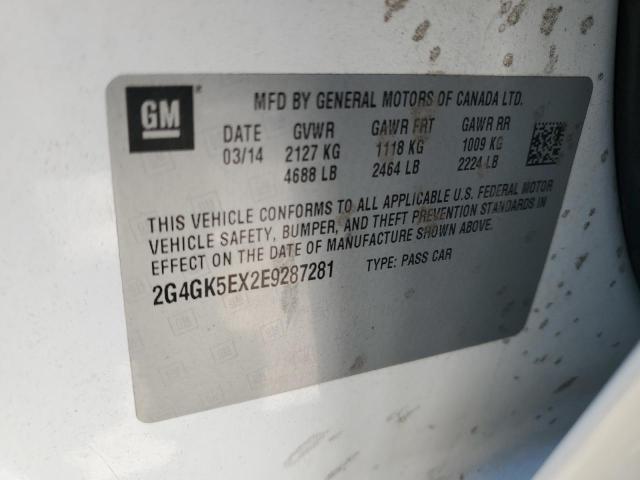 GM
MFD BY GENERAL MOTORS OF CANADA LTD.
DATE GVWR GAWR FRT GAWR RR
03/14 2127 KG 1118 KG 1009 KG
4688 LB 2464 LB 2224 LB
THIS VEHICLE CONFORMS TO ALL APPLICABLE U.S. FEDERAL MOTOR
VEHICLE SAFETY, BUMPER, AND THEFT PREVENTION STANDARDS IN
EFFECT ON THE DATE OF MANUFACTURE SHOWN ABOVE.
2G4GK5EX2E9287281 TYPE: PASS CAR